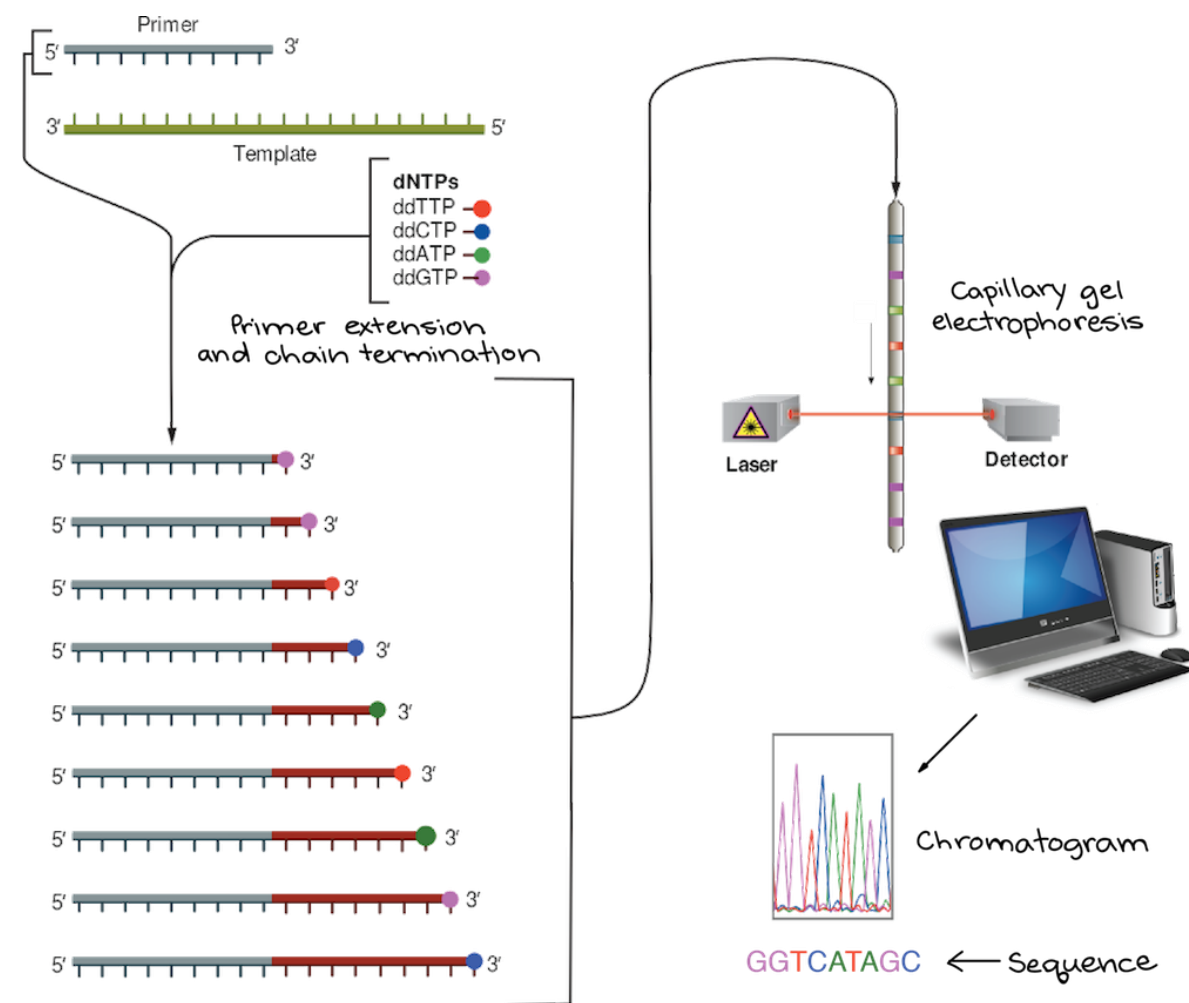 Primer
5′ 3′
3′ 5′
Template
dNTPs
ddTTP
ddCTP
ddATP
ddGTP
Primer extension
and chain termination
5′ 3′
5′ 3′
5′ 3′
5′ 3′
5′ 3′
5′ 3′
5′ 3′
5′ 3′
5′ 3′
Capillary gel
electrophoresis
Laser
Detector
Chromatogram
GGTCATAGC ← Sequence